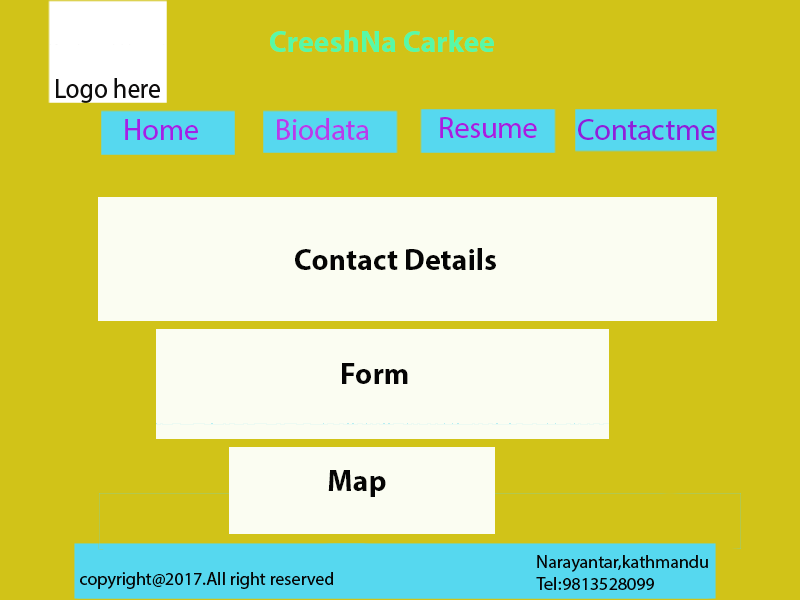 CreeshNa Carkee
Logo here
Home
Biodata
Resume
Contactme
Contact Details
Form
Map
copyright@2017.All right reserved
Narayantar,kathmandu
Tel:9813528099